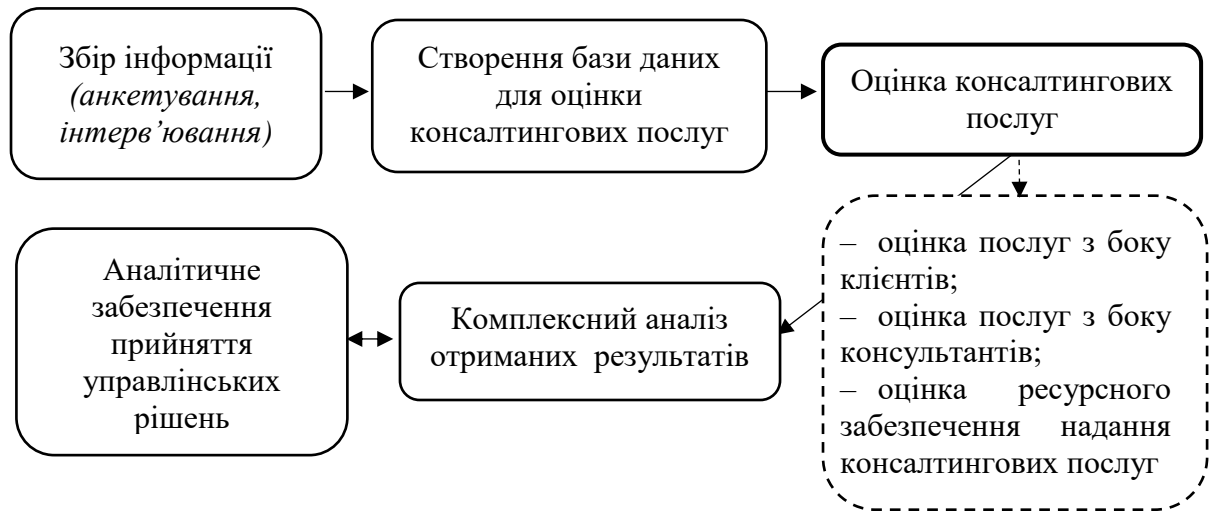 Збір інформації
(анкетування,
інтерв’ювання)
Створення бази даних
для оцінки
консалтингових послуг
Оцінка консалтингових
послуг
– оцінка послуг з боку
клієнтів;
– оцінка послуг з боку
консультантів;
– оцінка ресурсного
забезпечення надання
консалтингових послуг
Комплексний аналіз
отриманих результатів
Аналітичне
забезпечення
прийняття
управлінських
рішень